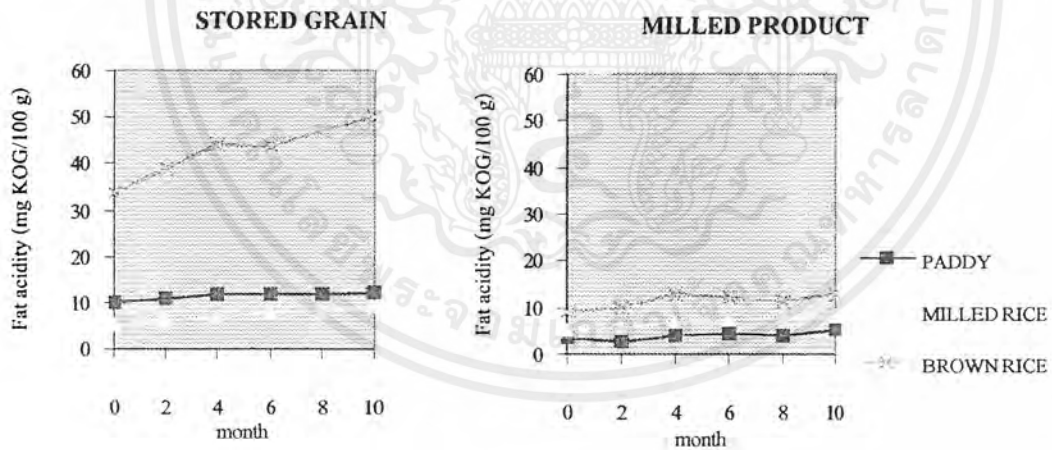 STORED GRAIN
60
50
40
30
20
10
0
Fat acidity (mg KOG/100 g)
0 2 4 6 8 10
month
MILLED PRODUCT
60
50
40
30
20
10
0
Fat acidity (mg KOG/100 g)
0 2 4 6 8 10
month
PADDY
MILLED RICE
BROWN RICE